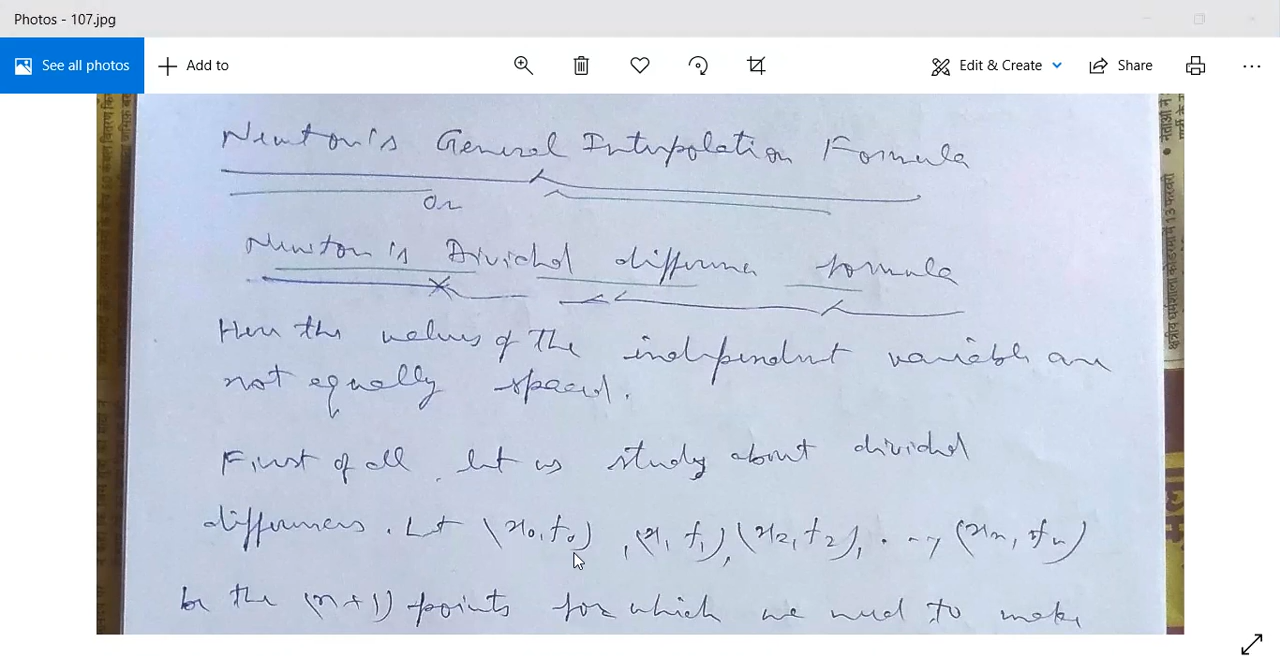 Photos - 107.jpg
See all photos
Add to
Edit & Create
Share
Newton's General Interpolation Formula
Or
Newton's Divided difference formula
Here the values of the independent variable are
not equally spaced.
First of all, let us study about divided
differences. Let (x₀, f₀), (x₁, f₁), (x₂, f₂), . . , (xₙ, fₙ)
be the (n+1) points for which we need to make